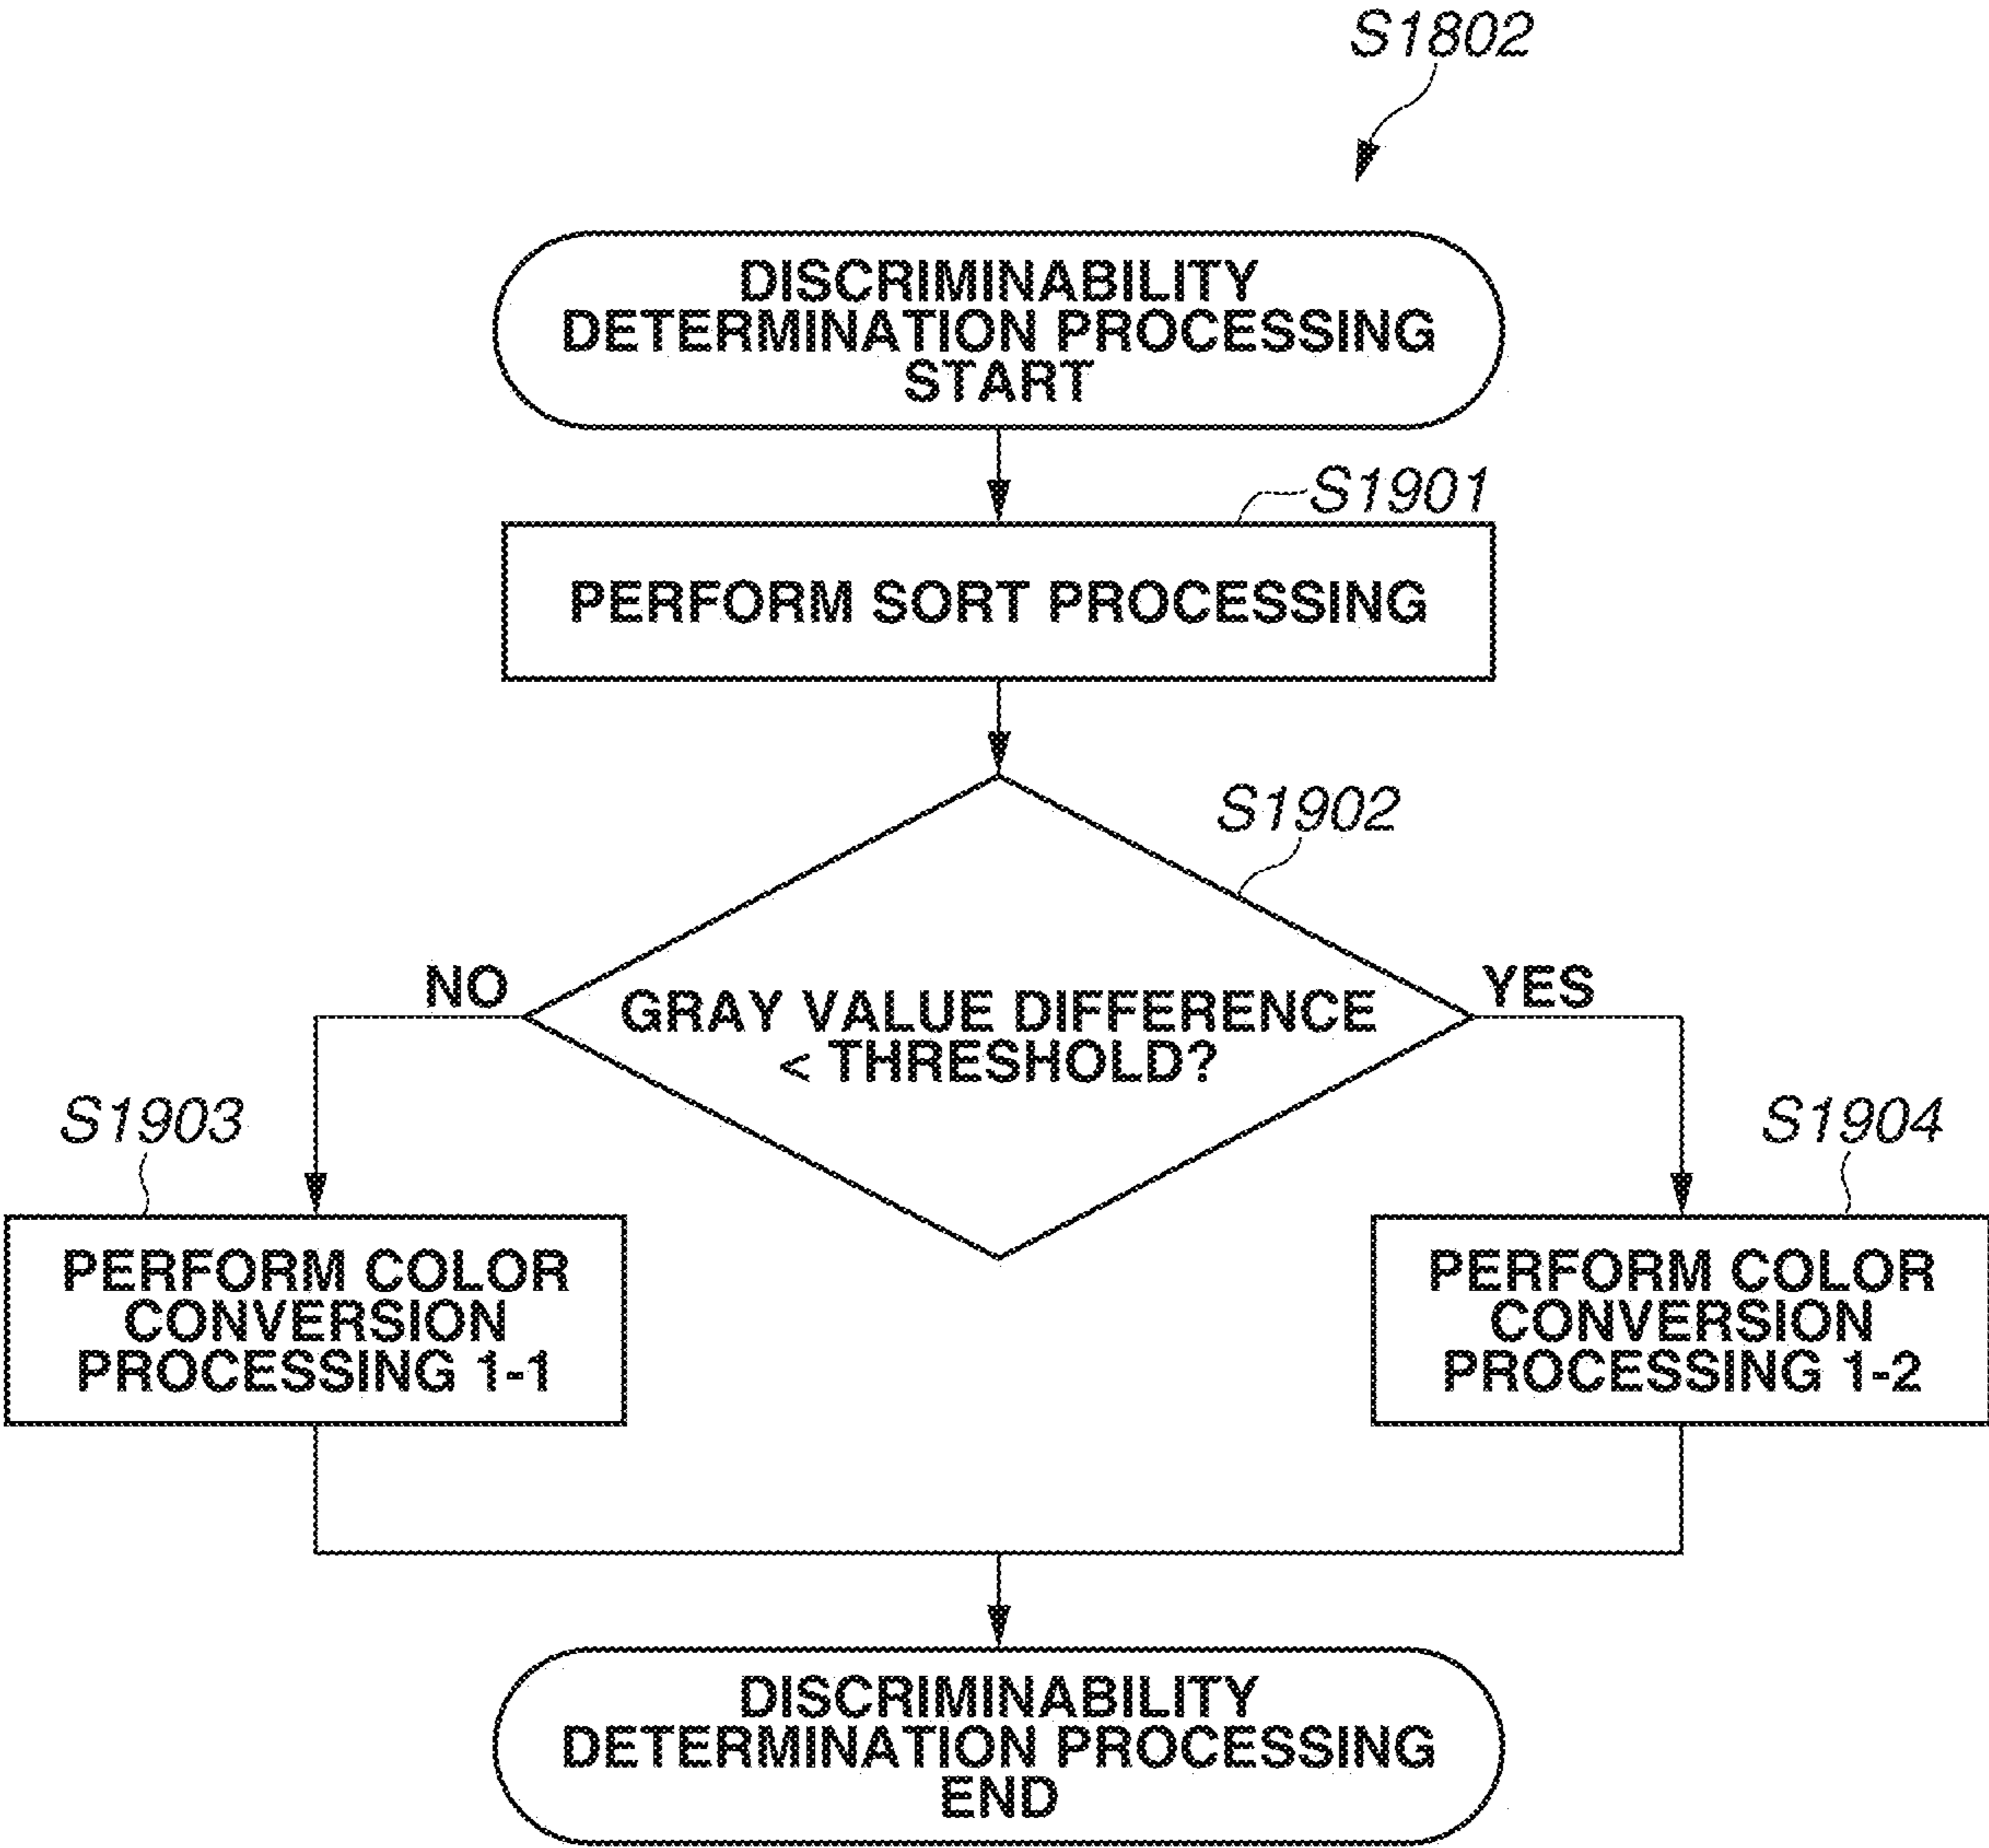 S1802
DISCRIMINABILITY
DETERMINATION PROCESSING
START
S1901
PERFORM SORT PROCESSING
S1902
NO
YES
GRAY VALUE DIFFERENCE
< THRESHOLD?
S1903
S1904
PERFORM COLOR
CONVERSION
PROCESSING 1-1
PERFORM COLOR
CONVERSION
PROCESSING 1-2
DISCRIMINABILITY
DETERMINATION PROCESSING
END